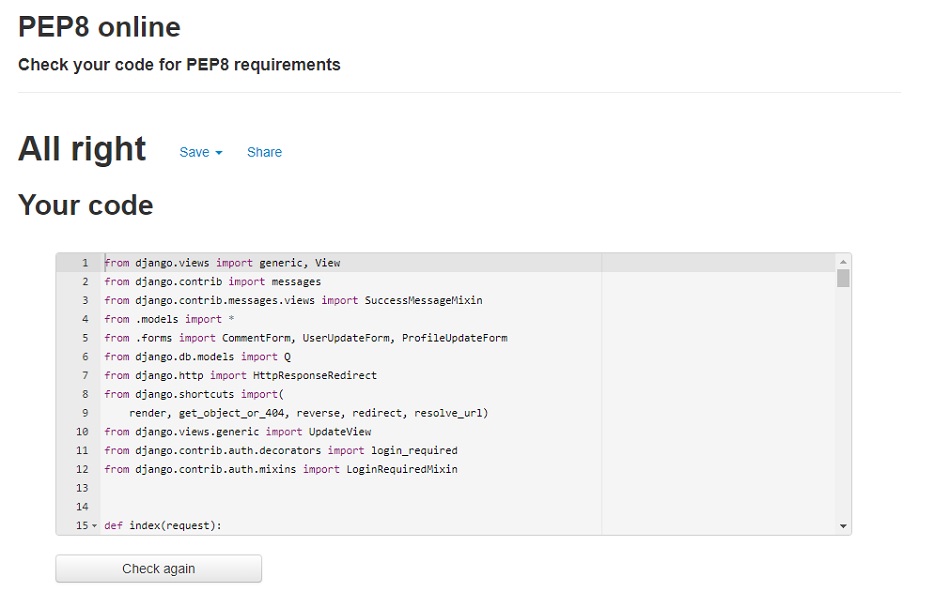 PEP8 online
Check your code for PEP8 requirements
All right Save Share
Your code
1 from django.views import generic, View
2 from django.contrib import messages
3 from django.contrib.messages.views import SuccessMessageMixin
4 from .models import *
5 from .forms import CommentForm, UserUpdateForm, ProfileUpdateForm
6 from django.db.models import Q
7 from django.http import HttpResponseRedirect
8 from django.shortcuts import(
9 render, get_object_or_404, reverse, redirect, resolve_url)
10 from django.views.generic import UpdateView
11 from django.contrib.auth.decorators import login_required
12 from django.contrib.auth.mixins import LoginRequiredMixin
13
14
15 def index(request):
Check again